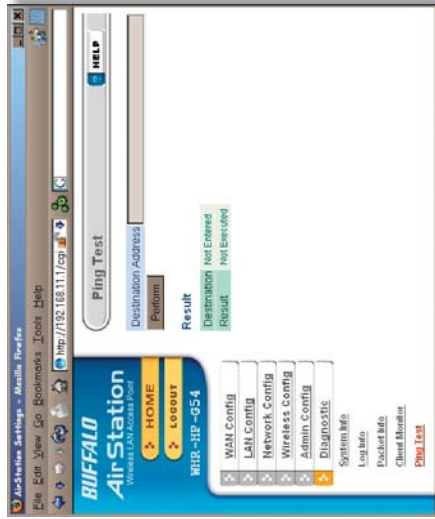 AirStation Settings - Mozilla Firefox
File Edit View Go Bookmarks Tools Help
http://192.168.11.1/cgi
BUFFALO
AirStation
Wireless LAN Access Point
HOME
LOGOUT
WHR-HP-G54
WAN Config
LAN Config
Network Config
Wireless Config
Admin Config
Diagnostic
System Info
Log Info
Packet Info
Client Monitor
Ping Test
Ping Test
HELP
Destination Address
Perform
Result
Destination Not Entered
Result Not Executed